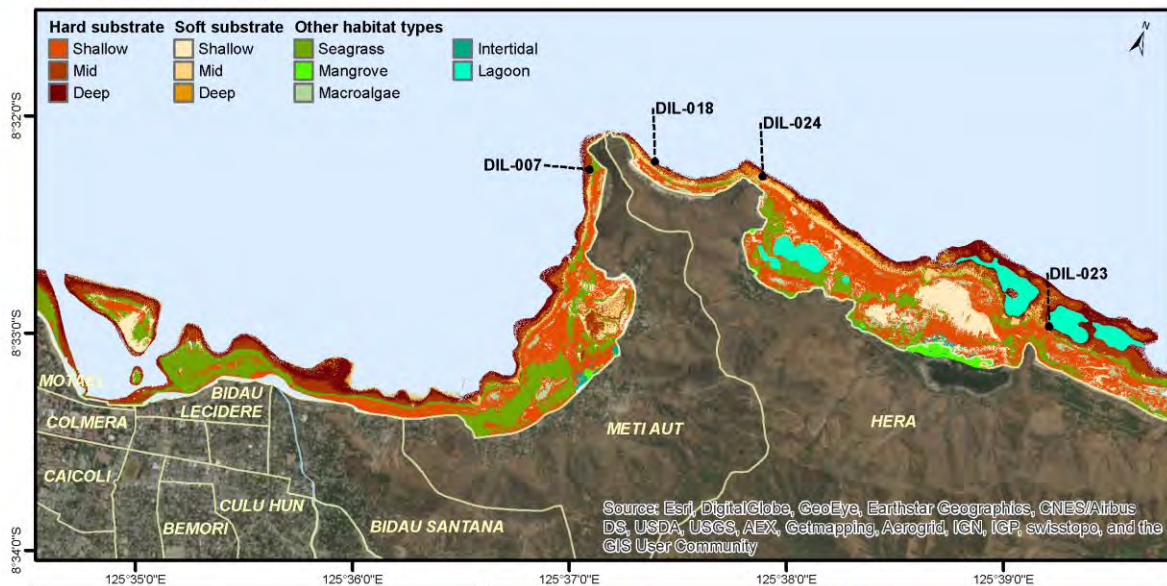 Hard substrate Soft substrate Other habitat types
Shallow Shallow Seagrass Intertidal
Mid Mid Mangrove Lagoon
Deep Deep Macroalgae
N
8°32'0"S
DIL-018
DIL-024
DIL-007
DIL-023
8°33'0"S
MOTAEL
BIDAU
LECIDERE
COLMERA
METI AUT
HERA
CAICOLI
CULU HUN
BEMORI
BIDAU SANTANA
Source: Esri, DigitalGlobe, GeoEye, Earthstar Geographics, CNES/Airbus
DS, USDA, USGS, AEX, Getmapping, Aerogrid, IGN, IGP, swisstopo, and the
GIS User Community
8°34'0"S
125°35'0"E 125°36'0"E 125°37'0"E 125°38'0"E 125°39'0"E